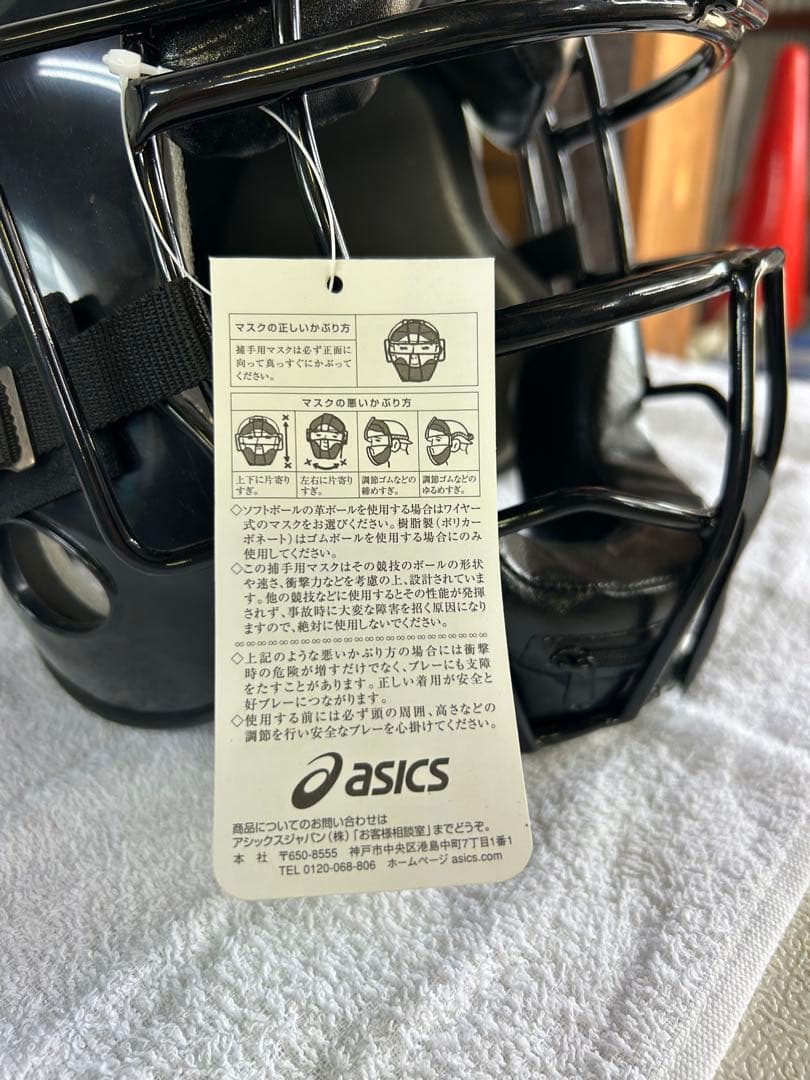 マスクの正しいかぶり方
捕手用マスクは必ず正面に
向って真っすぐにかぶって
ください。
マスクの悪いかぶり方
上下に片寄り
すぎ。
左右に片寄り
すぎ。
調節ゴムなどの
締めすぎ。
調節ゴムなどの
ゆるめすぎ。
◇ソフトボールの革ボールを使用する場合はワイヤー
式のマスクをお選びください。樹脂製(ポリカー
ボネート)はゴムボールを使用する場合にのみ
使用してください。
◇この捕手用マスクはその競技のボールの形状
や速さ、衝撃力などを考慮の上、設計されていま
す。他の競技などに使用するとその性能が発揮
されず、事故時に大変な障害を招く原因になり
ますので、絶対に使用しないでください。
◇上記のような悪いかぶり方の場合には衝撃
時の危険が増すだけでなく、プレーにも支障
をたすことがあります。正しい着用が安全と
好プレーにつながります。
◇使用する前には必ず頭の周囲、高さなどの
調節を行い安全なプレーを心掛けてください。
asics
商品についてのお問い合わせは
アシックスジャパン(株)「お客様相談室」までどうぞ。
本 社 〒650-8555 神戸市中央区港島中町7丁目1番1
TEL 0120-068-806 ホームページ asics.com